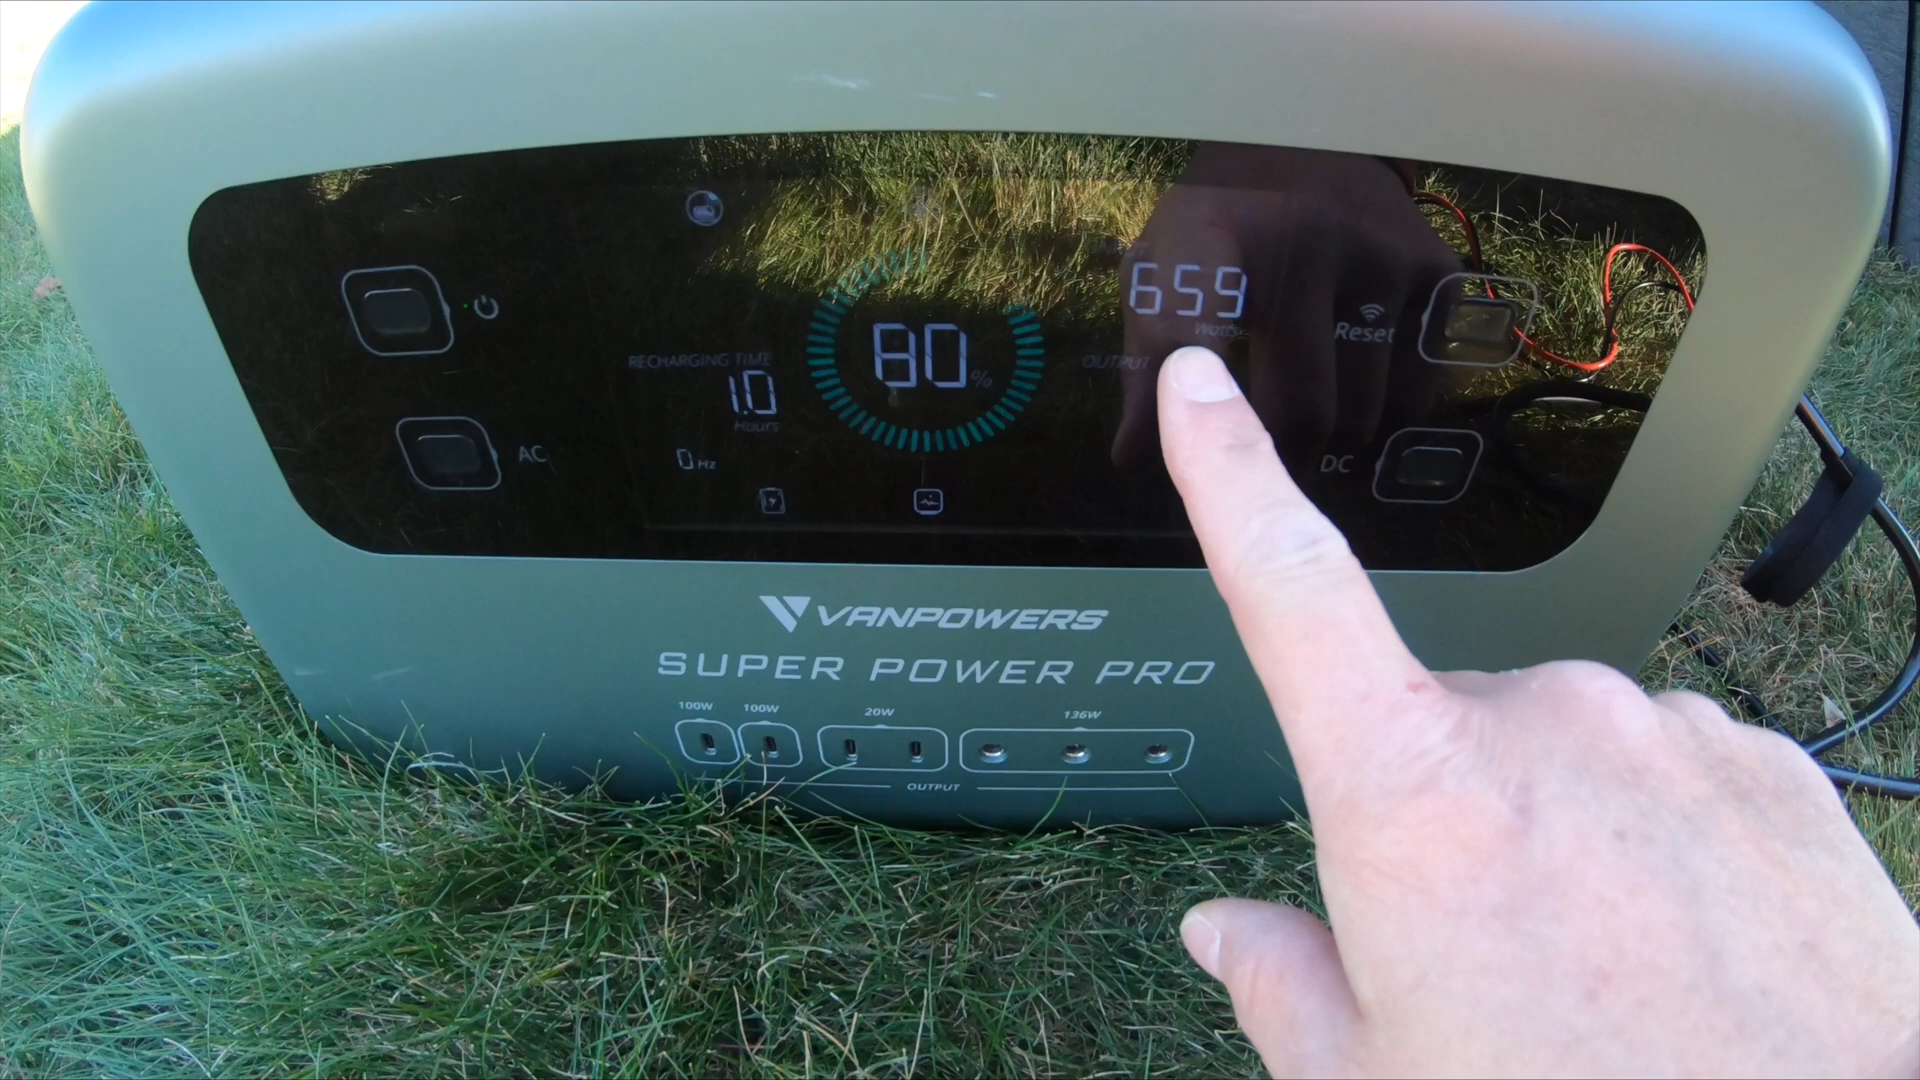 659
Watts
Reset
RECHARGING TIME
80%
OUTPUT
1.0
Hours
AC
0 Hz
DC
VANPOWERS
SUPER POWER PRO
100W 100W 20W 136W
OUTPUT